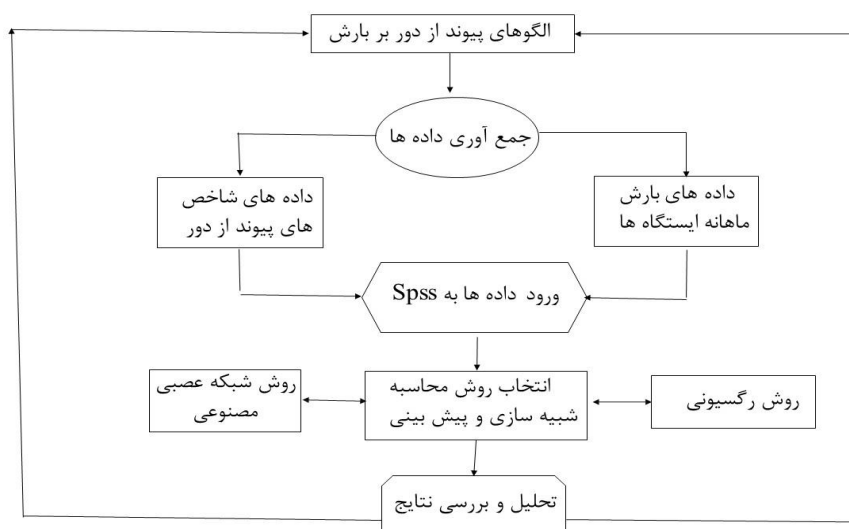 الگوهای پیوند از دور بر بارش
جمع آوری داده ها
داده های بارش
ماهانه ایستگاه ها
داده های شاخص
های پیوند از دور
ورود داده ها به Spss
روش رگسیونی
انتخاب روش محاسبه
شبیه سازی و پیش بینی
روش شبکه عصبی
مصنوعی
تحلیل و بررسی نتایج